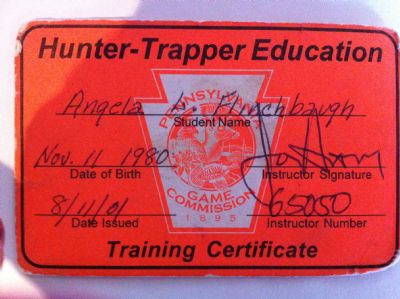 Hunter-Trapper Education
Angela L. Flinchbaugh
Student Name
PENNSYLVANIA
Nov. 11 1980
Date of Birth
Instructor Signature
GAME
COMMISSION
1895
8/11/01
65050
Date Issued
Instructor Number
Training Certificate